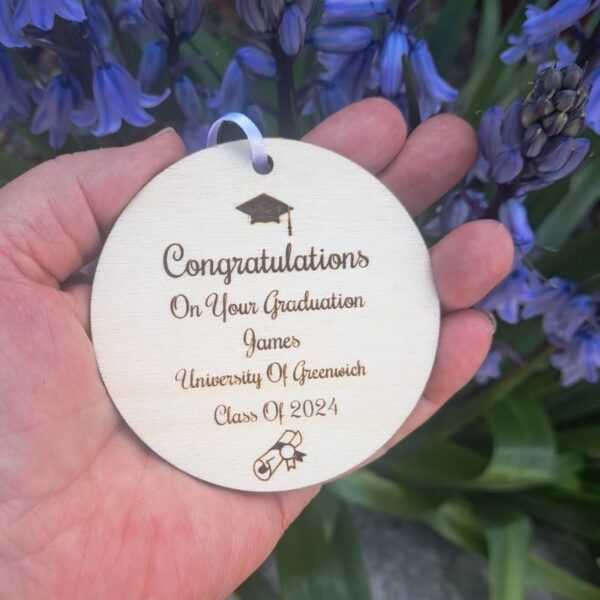 Congratulations
On Your Graduation
James
University Of Greenwich
Class Of 2024